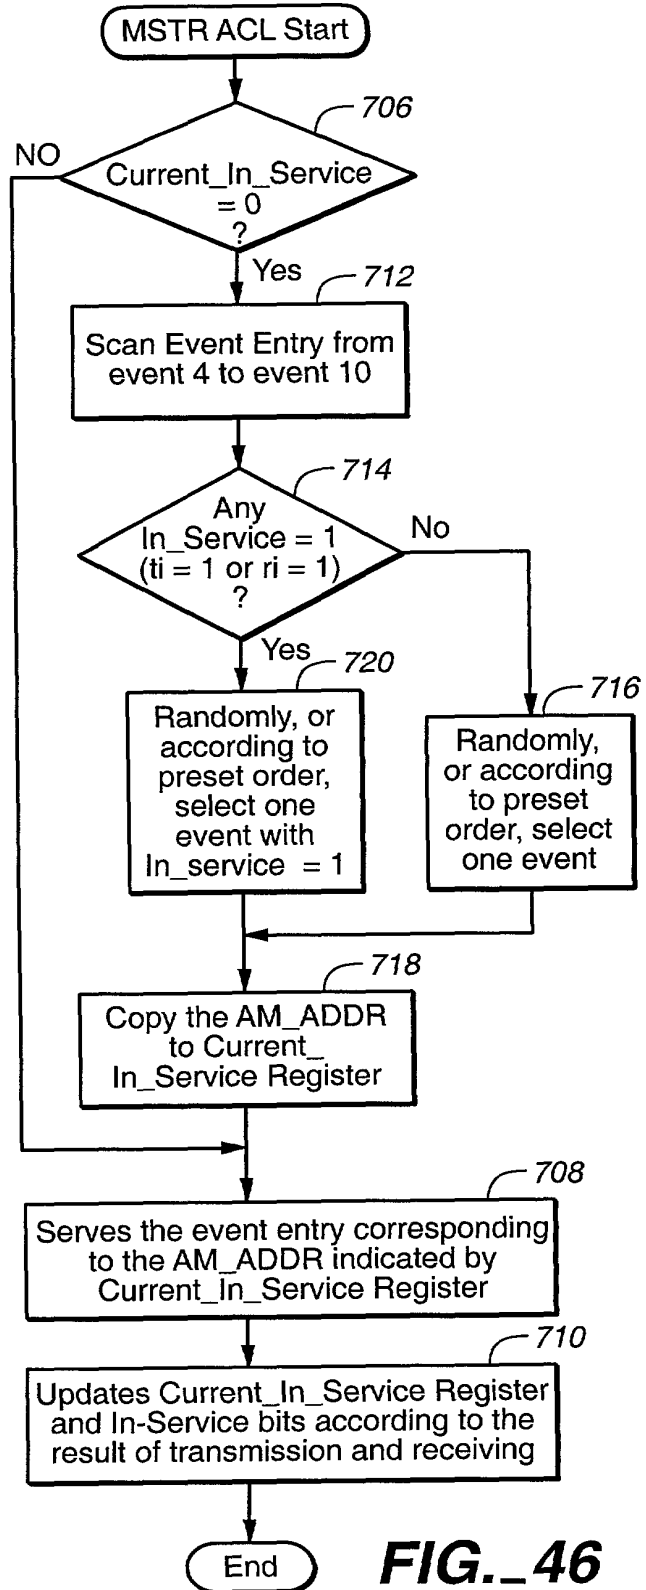 MSTR ACL Start
706
NO
Current_In_Service
= 0
?
Yes
712
Scan Event Entry from
event 4 to event 10
714
Any
In_Service = 1
(ti = 1 or ri = 1)
?
No
Yes
720
716
Randomly, or
according to
preset order,
select one
event with
In_service = 1
Randomly,
or according
to preset
order, select
one event
718
Copy the AM_ADDR
to Current_
In_Service Register
708
Serves the event entry corresponding
to the AM_ADDR indicated by
Current_In_Service Register
710
Updates Current_In_Service Register
and In-Service bits according to the
result of transmission and receiving
End
FIG._46